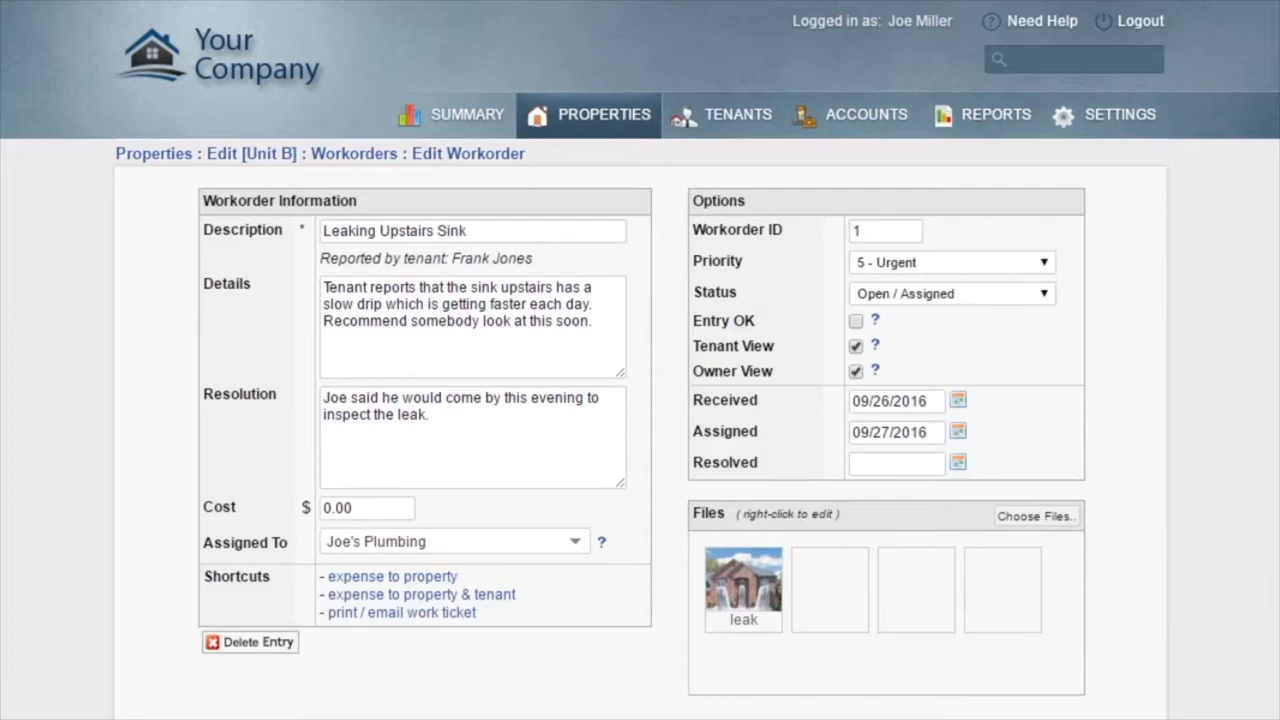 Your
Company
Logged in as: Joe Miller
? Need Help
Logout
SUMMARY
PROPERTIES
TENANTS
ACCOUNTS
REPORTS
SETTINGS
Properties : Edit [Unit B] : Workorders : Edit Workorder
Workorder Information
Description * Leaking Upstairs Sink
Reported by tenant: Frank Jones
Details
Tenant reports that the sink upstairs has a
slow drip which is getting faster each day.
Recommend somebody look at this soon.
Resolution
Joe said he would come by this evening to
inspect the leak.
Cost $ 0.00
Assigned To Joe's Plumbing ?
Shortcuts
- expense to property
- expense to property & tenant
- print / email work ticket
Delete Entry
Options
Workorder ID 1
Priority 5 - Urgent
Status Open / Assigned
Entry OK ?
Tenant View ?
Owner View ?
Received 09/26/2016
Assigned 09/27/2016
Resolved
Files ( right-click to edit ) Choose Files..
leak